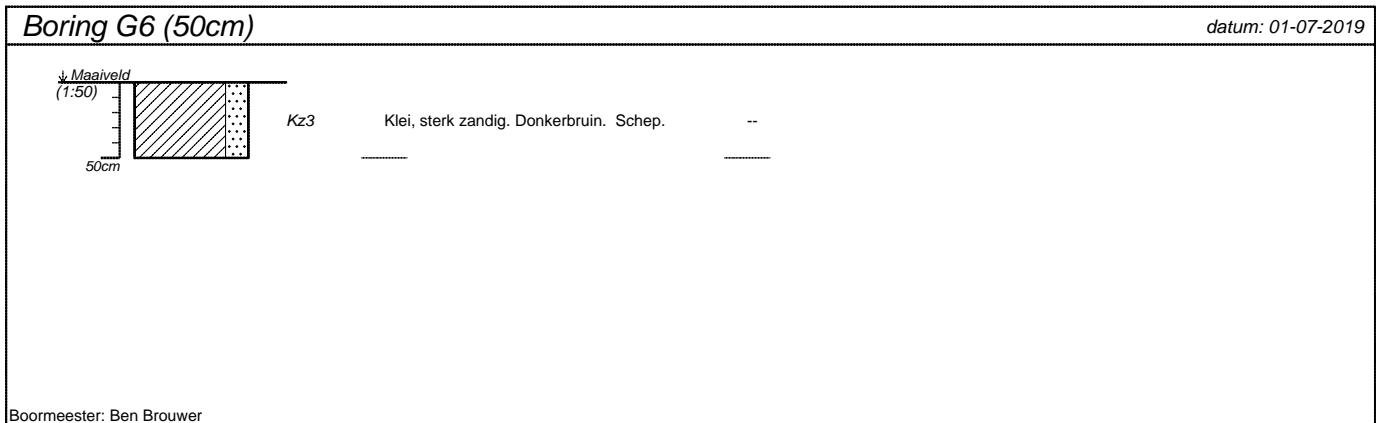 Boring G6 (50cm)
datum: 01-07-2019
Maaiveld
(1:50)
Kz3 Klei, sterk zandig. Donkerbruin. Schep. --
50cm
Boormeester: Ben Brouwer